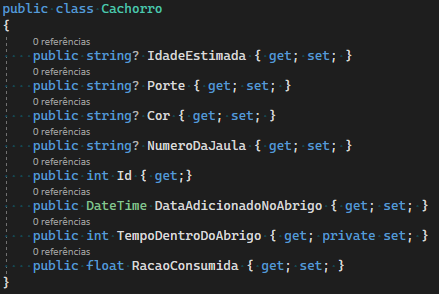 public class Cachorro
{
0 referências
public string? IdadeEstimada { get; set; }
0 referências
public string? Porte { get; set; }
0 referências
public string? Cor { get; set; }
0 referências
public string? NumeroDaJaula { get; set; }
0 referências
public int Id { get;}
0 referências
public DateTime DataAdicionadoNoAbrigo { get; set; }
0 referências
public int TempoDentroDoAbrigo { get; private set; }
0 referências
public float RacaoConsumida { get; set; }
}